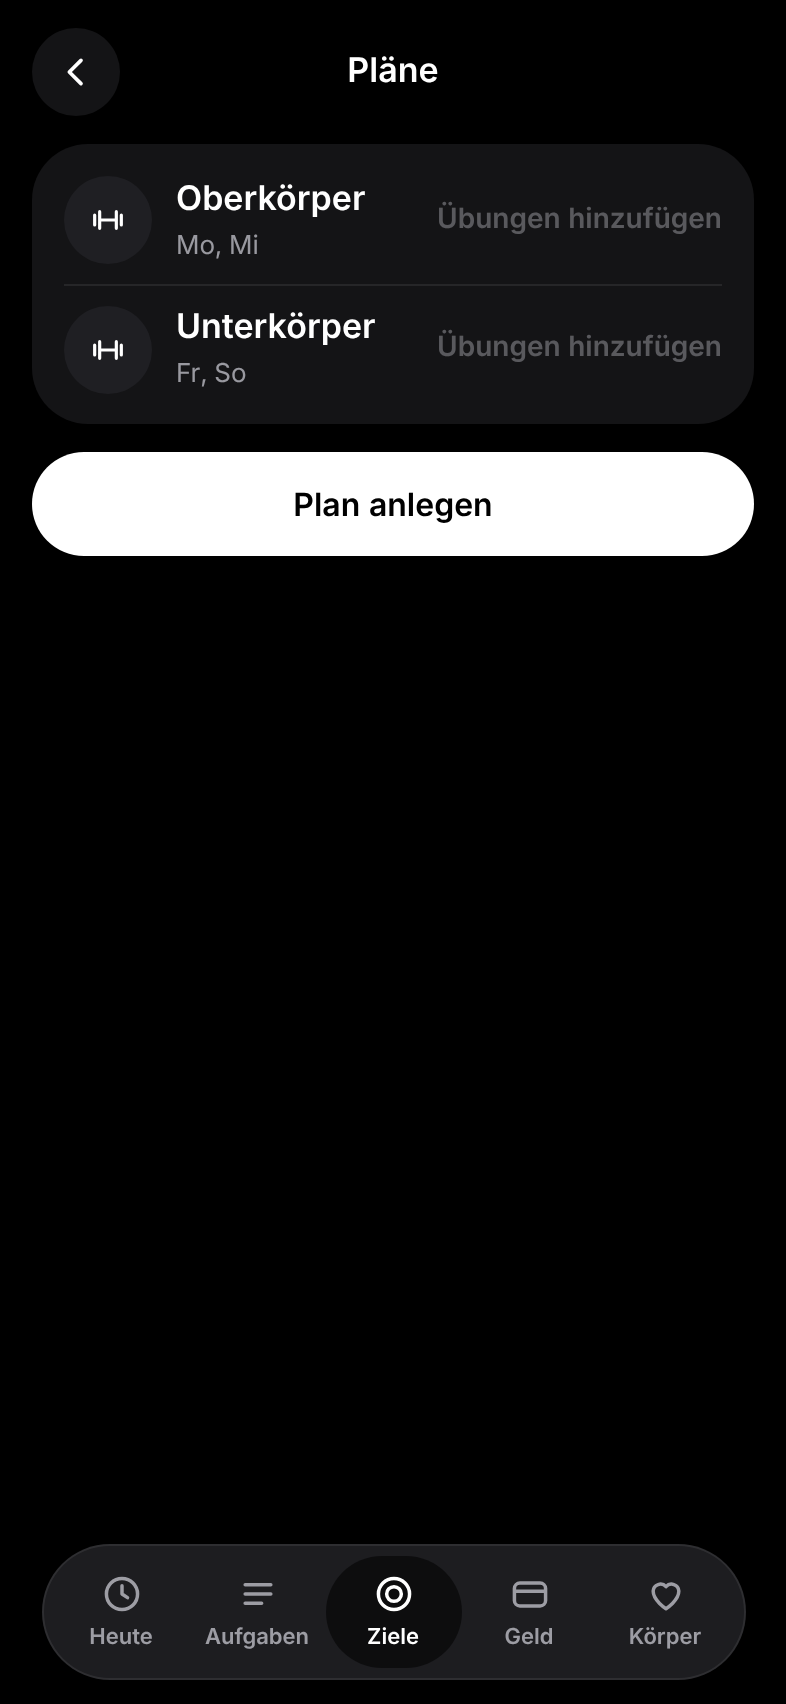 Pläne
Oberkörper
Mo, Mi
Übungen hinzufügen
Unterkörper
Fr, So
Übungen hinzufügen
Plan anlegen
Heute
Aufgaben
Ziele
Geld
Körper